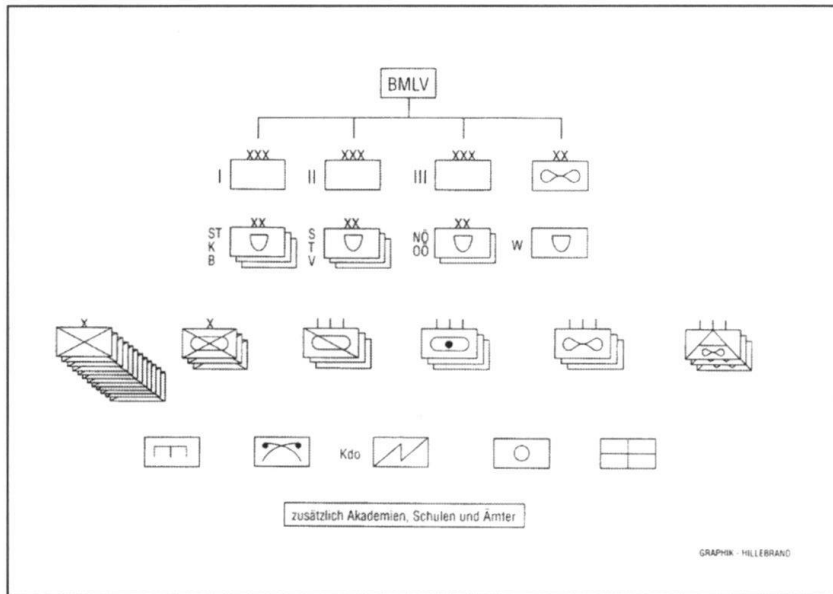 BMLV
XXX XXX XXX XX
I II III
XX XX XX
ST K B S T V NÖ OÖ W
X X I I I I I I I I I I I I
Kdo
zusätzlich Akademien, Schulen und Ämter
GRAPHIK - HILLEBRAND